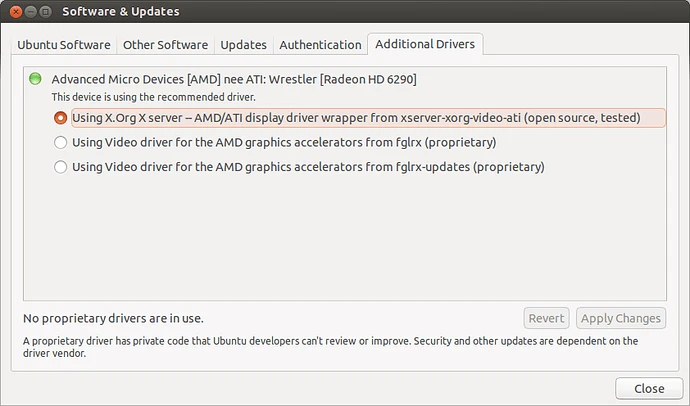 Software & Updates
Ubuntu Software
Other Software
Updates
Authentication
Additional Drivers
Advanced Micro Devices [AMD] nee ATI: Wrestler [Radeon HD 6290]
This device is using the recommended driver.
Using X.Org X server – AMD/ATI display driver wrapper from xserver-xorg-video-ati (open source, tested)
Using Video driver for the AMD graphics accelerators from fglrx (proprietary)
Using Video driver for the AMD graphics accelerators from fglrx-updates (proprietary)
No proprietary drivers are in use.
Revert
Apply Changes
A proprietary driver has private code that Ubuntu developers can't review or improve. Security and other updates are dependent on the
driver vendor.
Close